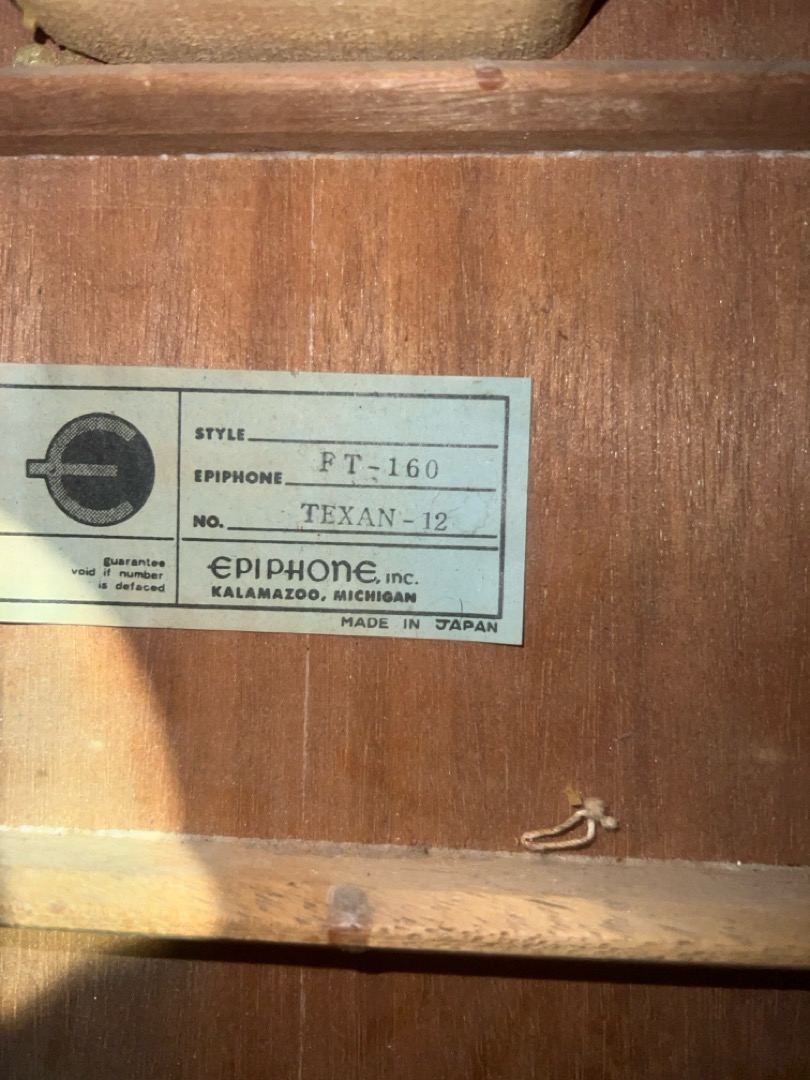 STYLE
EPIPHONE FT-160
NO. TEXAN-12
guarantee
void if number
is defaced
EPIPHONE, INC.
KALAMAZOO, MICHIGAN
MADE IN JAPAN